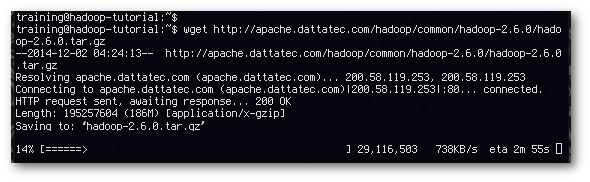 training@hadoop-tutorial:~$
training@hadoop-tutorial:~$ wget http://apache.dattatec.com/hadoop/common/hadoop-2.6.0/hado
op-2.6.0.tar.gz
--2014-12-02 04:24:13--  http://apache.dattatec.com/hadoop/common/hadoop-2.6.0/hadoop-2.6.0
.tar.gz
Resolving apache.dattatec.com (apache.dattatec.com)... 200.58.119.253, 200.58.119.253
Connecting to apache.dattatec.com (apache.dattatec.com)|200.58.119.253|:80... connected.
HTTP request sent, awaiting response... 200 OK
Length: 195257604 (186M) [application/x-gzip]
Saving to: ‘hadoop-2.6.0.tar.gz’
14% [======>                                      ] 29,116,503   738KB/s  eta 2m 55s